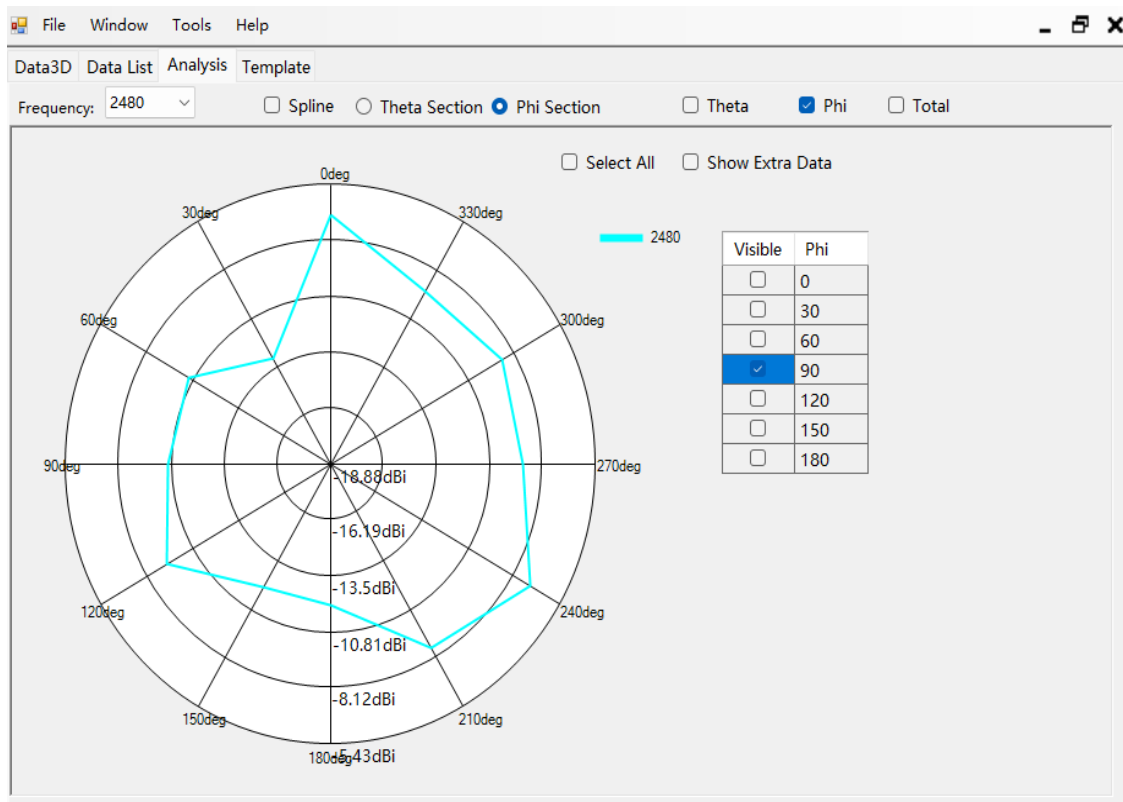 File Window Tools Help
Data3D Data List Analysis Template
Frequency: 2480 Spline Theta Section Phi Section Theta Phi Total
Select All Show Extra Data
0deg
30deg 330deg
2480
Visible Phi
0
30
60
90
120
150
180
60deg 300deg
90deg 270deg
-18.88dBi
-16.19dBi
-13.5dBi
120deg 240deg
-10.81dBi
-8.12dBi
150deg 210deg
180deg -5.43dBi